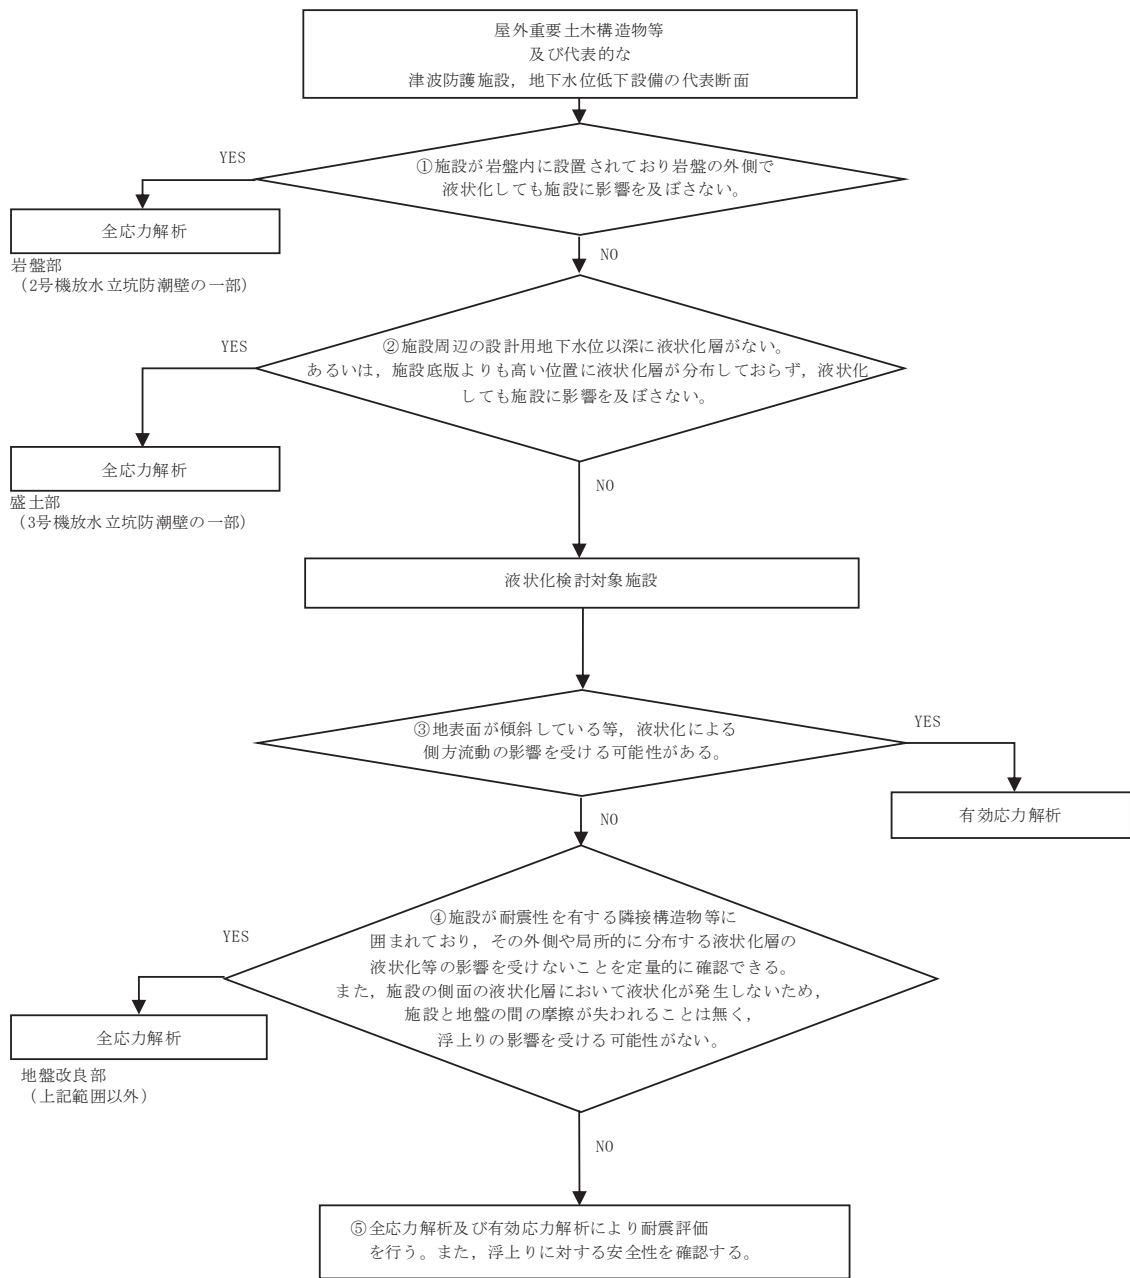 屋外重要土木構造物等
及び代表的な
津波防護施設，地下水位低下設備の代表断面
YES
①施設が岩盤内に設置されており岩盤の外側で
液状化しても施設に影響を及ぼさない。
全応力解析
岩盤部
（2号機放水立坑防潮壁の一部）
NO
YES
②施設周辺の設計用地下水位以深に液状化層がない。
あるいは，施設底版よりも高い位置に液状化層が分布しておらず，液状化
しても施設に影響を及ぼさない。
全応力解析
盛土部
（3号機放水立坑防潮壁の一部）
NO
液状化検討対象施設
③地表面が傾斜している等，液状化による
側方流動の影響を受ける可能性がある。
YES
有効応力解析
NO
YES
④施設が耐震性を有する隣接構造物等に
囲まれており，その外側や局所的に分布する液状化層の
液状化等の影響を受けないことを定量的に確認できる。
また，施設の側面の液状化層において液状化が発生しないため，
施設と地盤の間の摩擦が失われることは無く，
浮上りの影響を受ける可能性がない。
全応力解析
地盤改良部
（上記範囲以外）
NO
⑤全応力解析及び有効応力解析により耐震評価
を行う。また，浮上りに対する安全性を確認する。